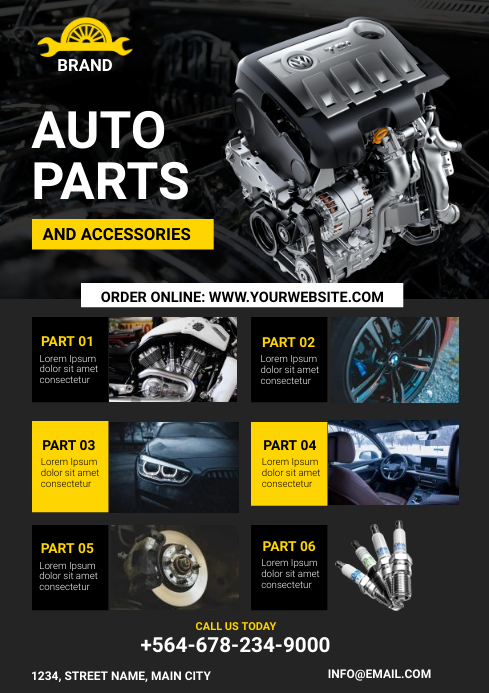 BRAND
AUTO
PARTS
AND ACCESSORIES
ORDER ONLINE: WWW.YOURWEBSITE.COM
PART 01
Lorem Ipsum
dolor sit amet
consectetur
PART 02
Lorem Ipsum
dolor sit amet
consectetur
PART 03
Lorem Ipsum
dolor sit amet
consectetur
PART 04
Lorem Ipsum
dolor sit amet
consectetur
PART 05
Lorem Ipsum
dolor sit amet
consectetur
PART 06
Lorem Ipsum
dolor sit amet
consectetur
CALL US TODAY
+564-678-234-9000
1234, STREET NAME, MAIN CITY
INFO@EMAIL.COM